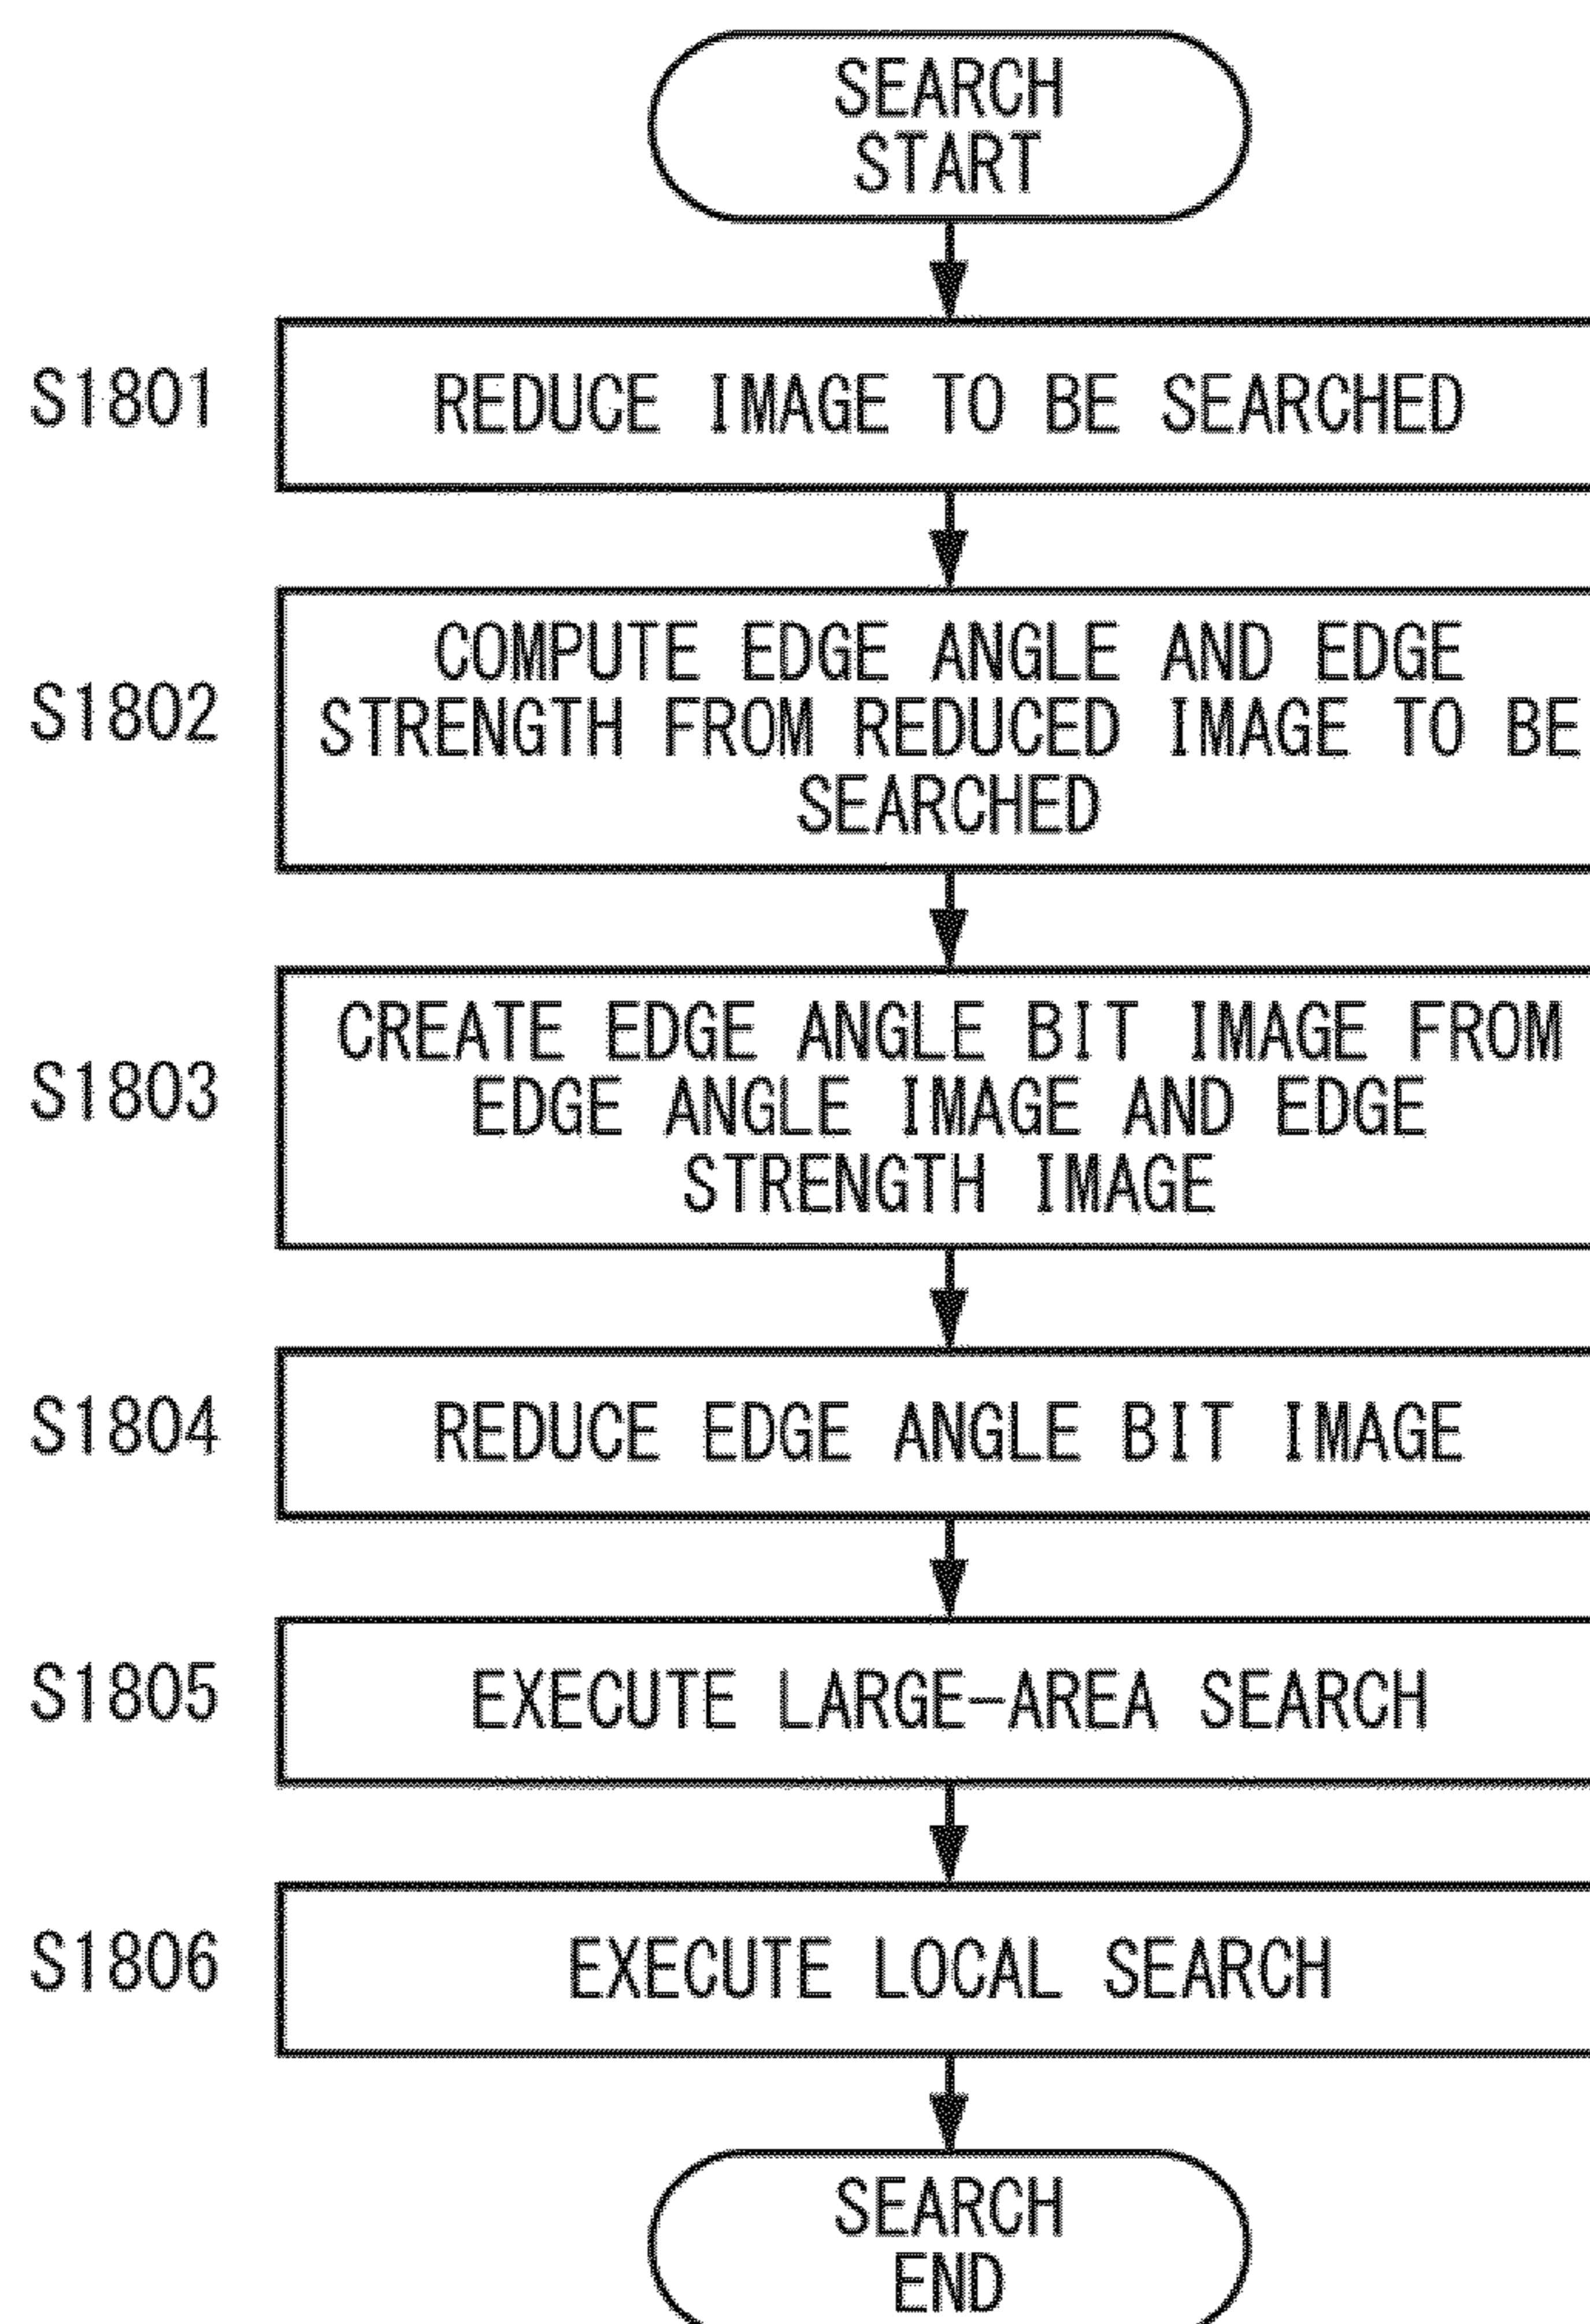 SEARCH
START
S1801
REDUCE IMAGE TO BE SEARCHED
S1802
COMPUTE EDGE ANGLE AND EDGE
STRENGTH FROM REDUCED IMAGE TO BE
SEARCHED
S1803
CREATE EDGE ANGLE BIT IMAGE FROM
EDGE ANGLE IMAGE AND EDGE
STRENGTH IMAGE
S1804
REDUCE EDGE ANGLE BIT IMAGE
S1805
EXECUTE LARGE-AREA SEARCH
S1806
EXECUTE LOCAL SEARCH
SEARCH
END